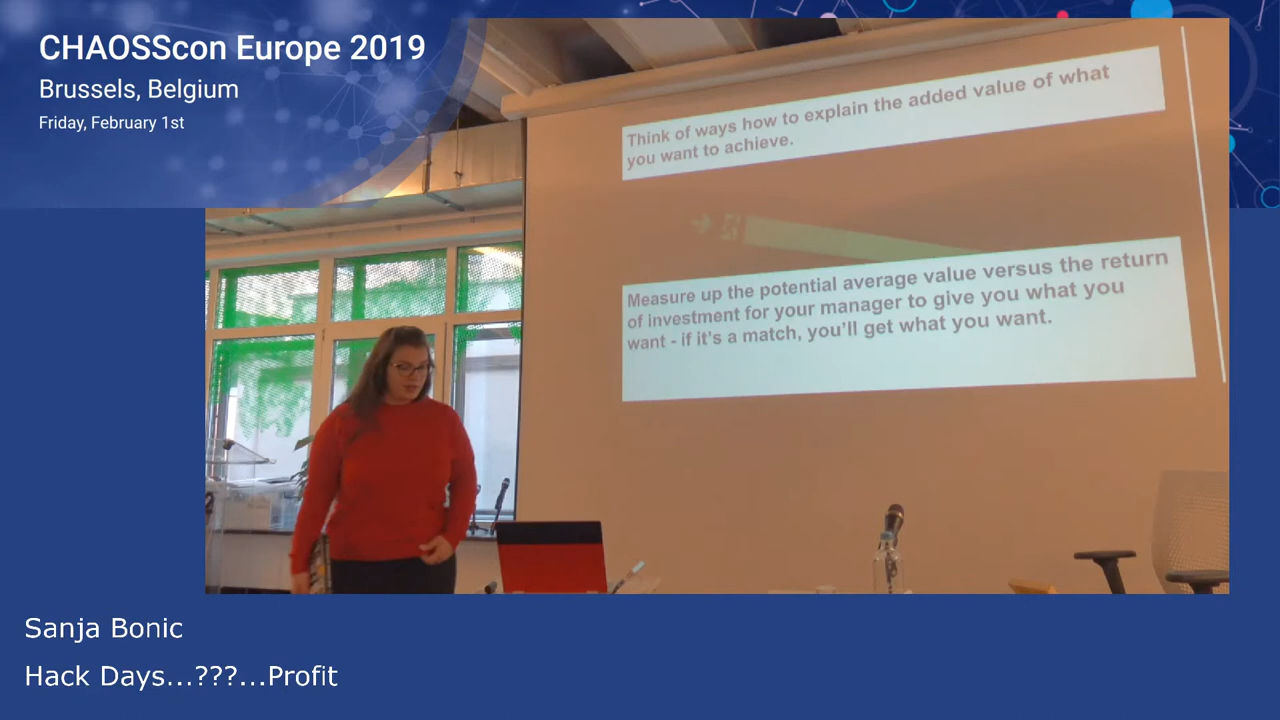 CHAOSScon Europe 2019
Brussels, Belgium
Friday, February 1st
Think of ways how to explain the added value of what
you want to achieve.
Measure up the potential average value versus the return
of investment for your manager to give you what you
want - if it's a match, you'll get what you want.
Sanja Bonic
Hack Days...???...Profit